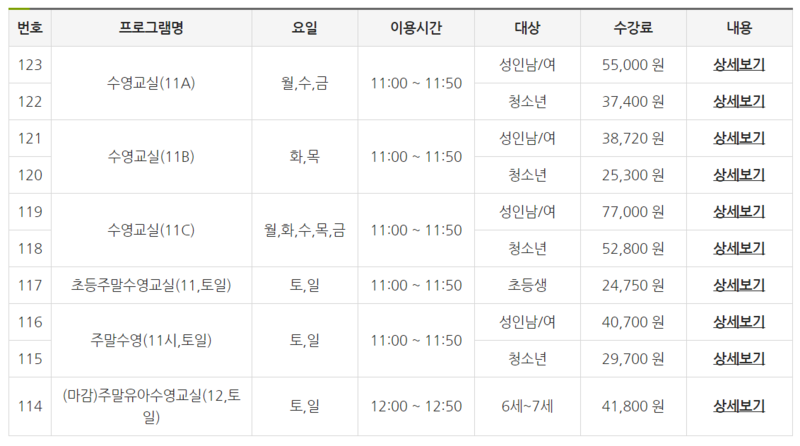 번호 프로그램명 요일 이용시간 대상 수강료 내용
123 수영교실(11A) 월,수,금 11:00 ~ 11:50 성인남/여 55,000 원 상세보기
122 청소년 37,400 원 상세보기
121 수영교실(11B) 화,목 11:00 ~ 11:50 성인남/여 38,720 원 상세보기
120 청소년 25,300 원 상세보기
119 수영교실(11C) 월,화,수,목,금 11:00 ~ 11:50 성인남/여 77,000 원 상세보기
118 청소년 52,800 원 상세보기
117 초등주말수영교실(11,토일) 토,일 11:00 ~ 11:50 초등생 24,750 원 상세보기
116 주말수영(11시,토일) 토,일 11:00 ~ 11:50 성인남/여 40,700 원 상세보기
115 청소년 29,700 원 상세보기
114 (마감)주말유아수영교실(12,토
일) 토,일 12:00 ~ 12:50 6세~7세 41,800 원 상세보기